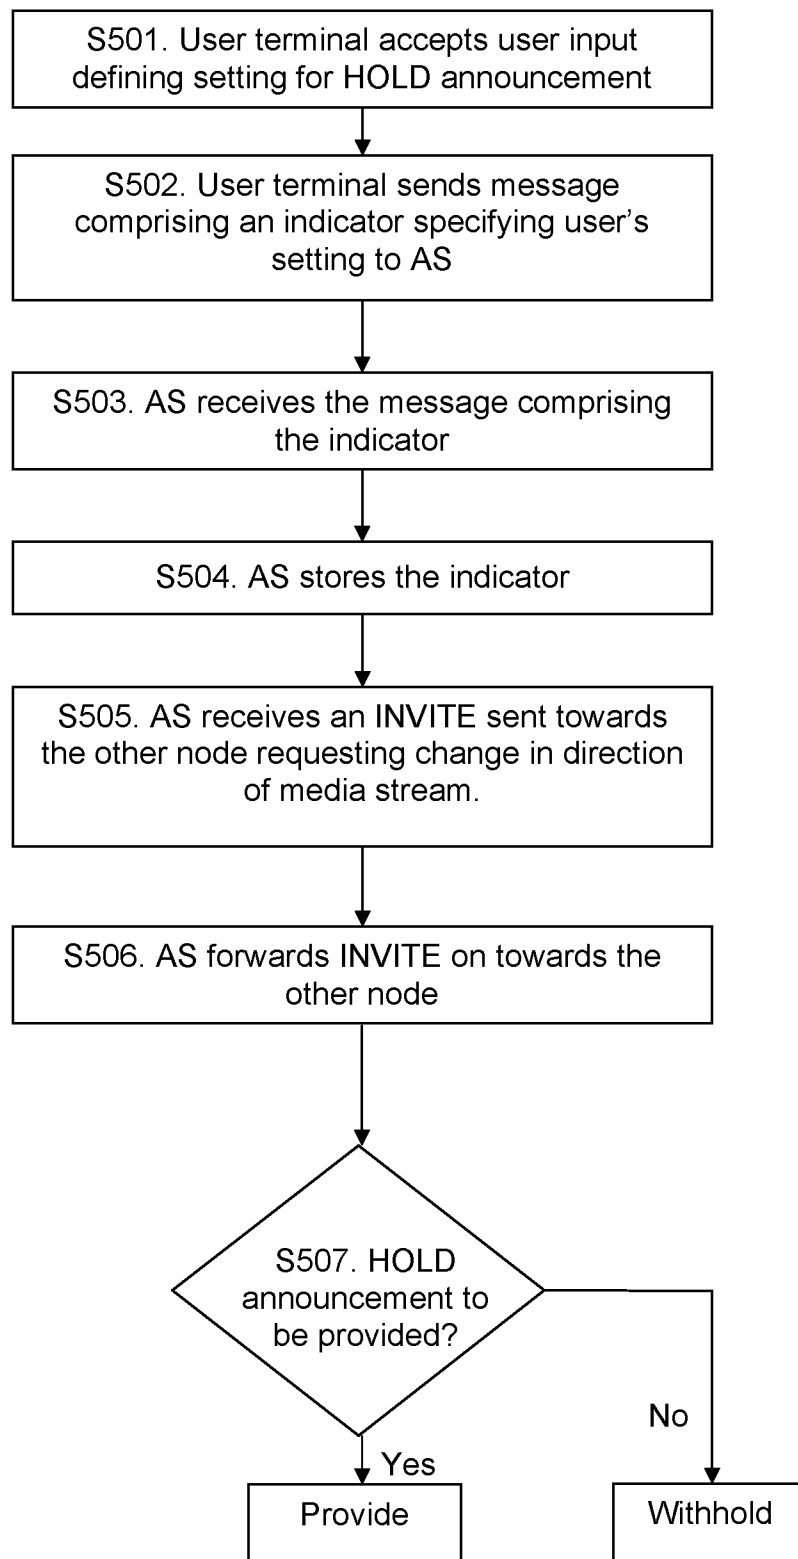 S501. User terminal accepts user input
defining setting for HOLD announcement
S502. User terminal sends message
comprising an indicator specifying user's
setting to AS
S503. AS receives the message comprising
the indicator
S504. AS stores the indicator
S505. AS receives an INVITE sent towards
the other node requesting change in direction
of media stream.
S506. AS forwards INVITE on towards the
other node
S507. HOLD
announcement to
be provided?
No
Yes
Provide
Withhold